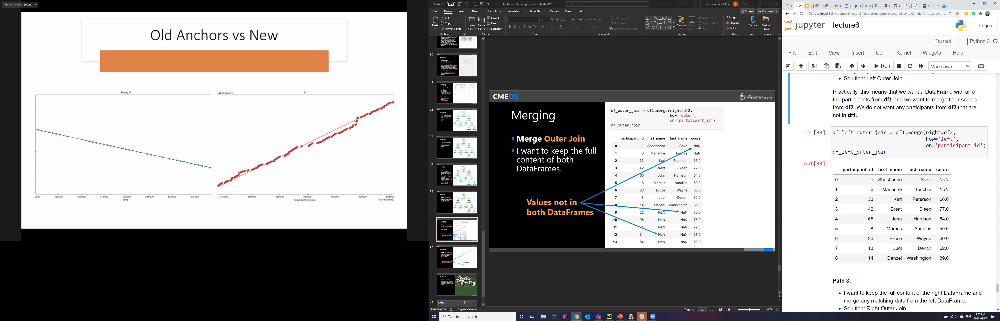 Turn on Original Sound
Old Anchors vs New
Study 0
0000 425000 450000 475000 500000 525000 550000 575000
Time
.4835584e12
0
475000 480000 485000 490000 495000 500000 505000
natus anchors (ms)
+1.483558e1
AutoSave Off
Lecture 6 - Slides.pptx - Saved to this PC
Search
Sebastian Goodfellow SG
File Home Insert Design Transitions Animations Slide Show Review View Help
Share Comments
Paste
Cut
Copy
Format Painter
Clipboard
New Slide
Reuse Slides
Layout
Reset
Section
Slides
Font
Text Direction
Align Text
Convert to SmartArt
Paragraph
Arrange
Quick Styles
Shape Fill
Shape Outline
Shape Effects
Drawing
Find
Replace
Select
Editing
Dictate
Voice
Design Ideas
Designer
30
31
32
33
34
35
36
37
38
39
CMEDS
Civil & Mineral Engineering
UNIVERSITY OF TORONTO
Merging
Merge Outer Join
I want to keep the full
content of both
DataFrames.
Values not in
both DataFrames
df_outer_join = df1.merge(right=df2,
how='outer',
on='participant_id')
df_outer_join
participant_id first_name last_name score
0 1 Shoshanna Saxe NaN
1 6 Marianne Touchie NaN
2 33 Karl Peterson 66.0
3 42 Brent Sleep 77.0
4 65 John Harrison 64.0
5 8 Marcus Aurelius 59.0
6 20 Bruce Wayne 60.0
7 13 Judi Dench 62.0
8 14 Denzel Washington 89.0
9 22 NaN NaN 80.0
10 98 NaN NaN 76.0
11 71 NaN NaN 72.0
12 34 NaN NaN 67.0
13 54 NaN NaN 58.0
Slide 36 of 39 English (Canada)
Notes
100%
Type here to search
localhost:8888/notebooks/lectures/lecture6/notebooks/lecture6.ipynb#Simple-for-loop-over-...
jupyter lecture6
Logout
Trusted Python 3
File Edit View Insert Cell Kernel Widgets Help
Run Markdown
Solution: Left Outer Join
Practically, this means that we want a DataFrame with all of
the participants from df1 and we want to merge their scores
from df2. We do not want any participants from df2 that are
not in df1.
In [33]: df_left_outer_join = df1.merge(right=df2,
how='left',
on='participant_id')
df_left_outer_join
Out[33]:
participant_id first_name last_name score
0 1 Shoshanna Saxe NaN
1 6 Marianne Touchie NaN
2 33 Karl Peterson 66.0
3 42 Brent Sleep 77.0
4 65 John Harrison 64.0
5 8 Marcus Aurelius 59.0
6 20 Bruce Wayne 60.0
7 13 Judi Dench 62.0
8 14 Denzel Washington 89.0
Path 3:
I want to keep the full content of the right DataFrame and
merge any matching data from the left DataFrame.
Solution: Right Outer Join
ENG
2:55 PM
2021-01-07